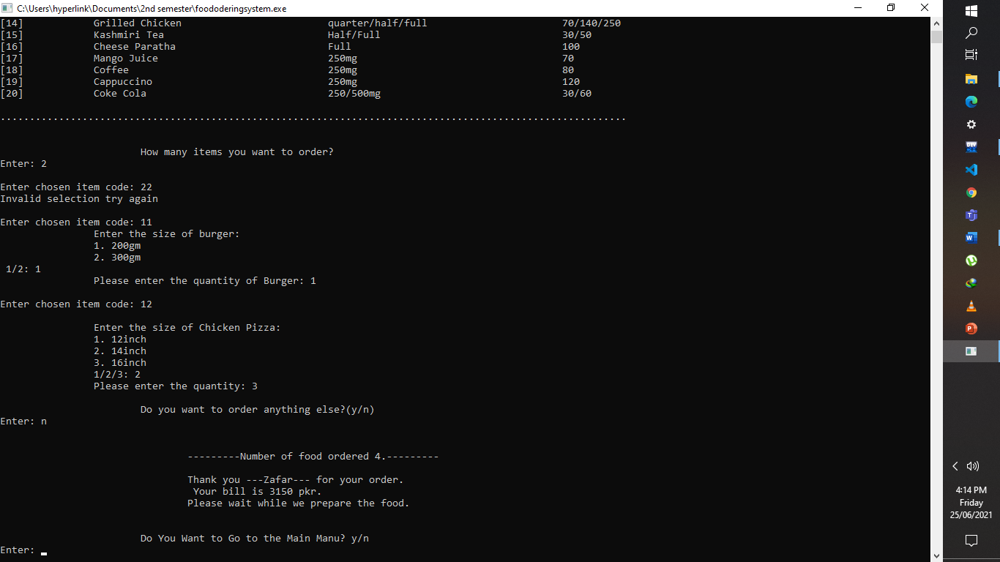 C:\Users\hyperlink\Documents\2nd semester\foododeringsystem.exe
[14] Grilled Chicken quarter/half/full 70/140/250
[15] Kashmiri Tea Half/Full 30/50
[16] Cheese Paratha Full 100
[17] Mango Juice 250mg 70
[18] Coffee 250mg 80
[19] Cappuccino 250mg 120
[20] Coke Cola 250/500mg 30/60
...........................................................................................................
How many items you want to order?
Enter: 2
Enter chosen item code: 22
Invalid selection try again
Enter chosen item code: 11
Enter the size of burger:
1. 200gm
2. 300gm
1/2: 1
Please enter the quantity of Burger: 1
Enter chosen item code: 12
Enter the size of Chicken Pizza:
1. 12inch
2. 14inch
3. 16inch
1/2/3: 2
Please enter the quantity: 3
Do you want to order anything else?(y/n)
Enter: n
---------Number of food ordered 4.---------
Thank you ---Zafar--- for your order.
Your bill is 3150 pkr.
Please wait while we prepare the food.
Do You Want to Go to the Main Manu? y/n
Enter:
DEV
4:14 PM
Friday
25/06/2021